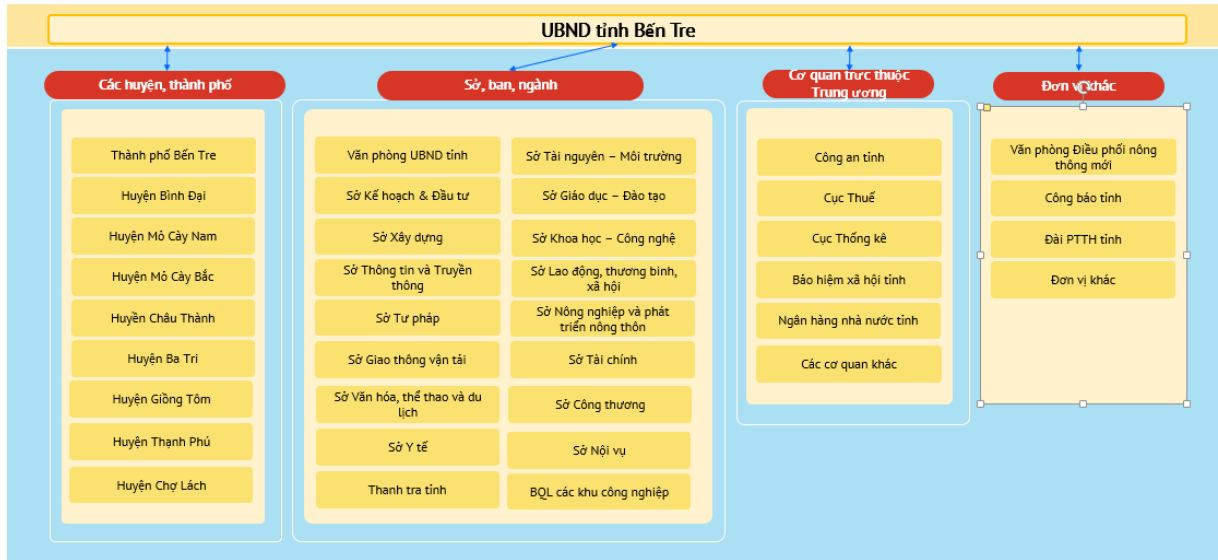 UBND tỉnh Bến Tre
Các huyện, thành phố
Thành phố Bến Tre
Huyện Bình Đại
Huyện Mỏ Cày Nam
Huyện Mỏ Cày Bắc
Huyền Châu Thành
Huyện Ba Tri
Huyện Giồng Tôm
Huyện Thạnh Phú
Huyện Chợ Lách
Sở, ban, ngành
Văn phòng UBND tỉnh
Sở Kế hoạch & Đầu tư
Sở Xây dựng
Sở Thông tin và Truyền
thông
Sở Tư pháp
Sở Giao thông vận tải
Sở Văn hóa, thể thao và du
lịch
Sở Y tế
Thanh tra tỉnh
Sở Tài nguyên – Môi trường
Sở Giáo dục – Đào tạo
Sở Khoa học – Công nghệ
Sở Lao động, thương binh,
xã hội
Sở Nông nghiệp và phát
triển nông thôn
Sở Tài chính
Sở Công thương
Sở Nội vụ
BQL các khu công nghiệp
Cơ quan trực thuộc
Trung ương
Công an tỉnh
Cục Thuế
Cục Thống kê
Bảo hiểm xã hội tỉnh
Ngân hàng nhà nước tỉnh
Các cơ quan khác
Đơn vị khác
Văn phòng Điều phối nông
thông mới
Công báo tỉnh
Đài PTTH tỉnh
Đơn vị khác